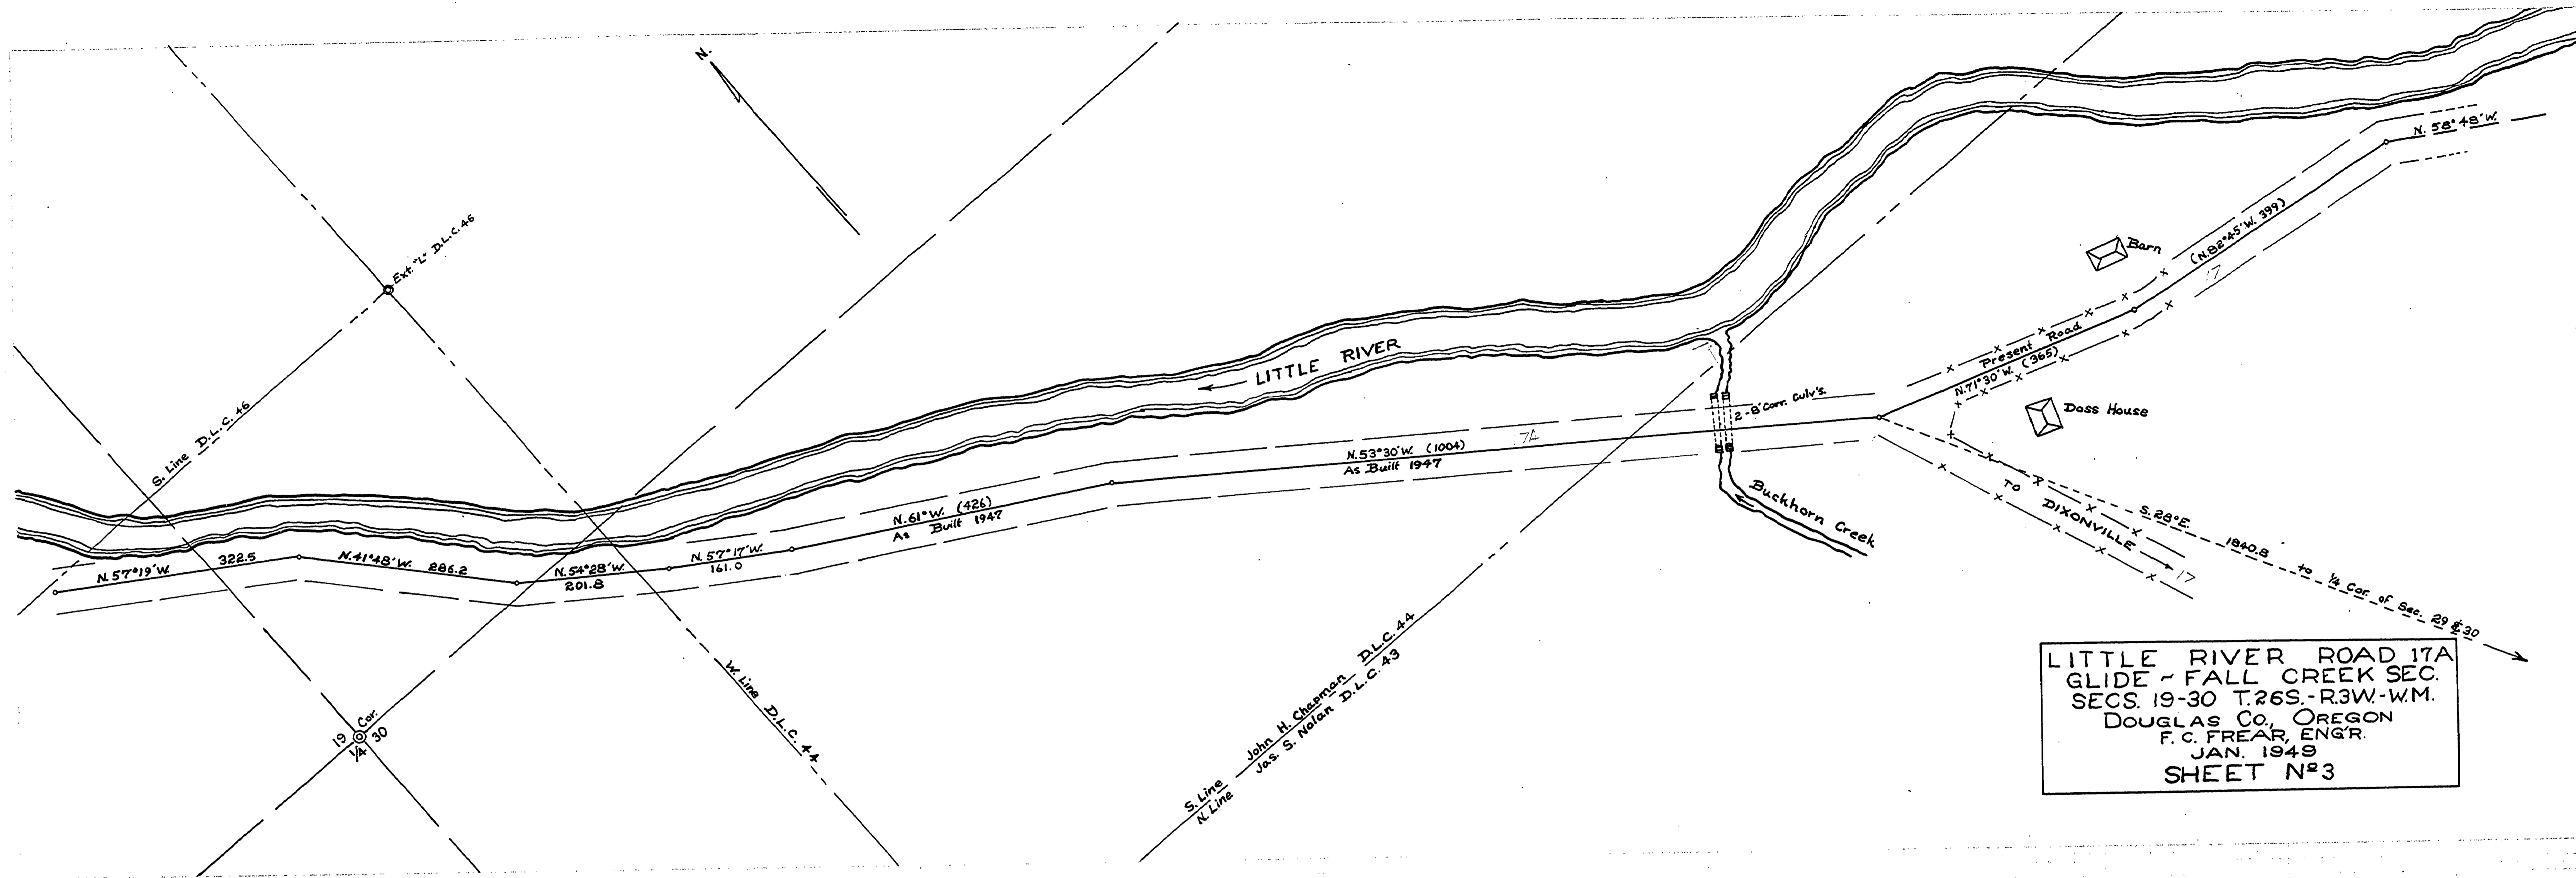 N.
Ext. "L" D.L.C. 46
S. Line D.L.C. 46
LITTLE RIVER
N. 57°19'W. 322.5
N. 41°48'W. 286.2
N. 54°28'W.
201.8
N. 57°17'W.
161.0
N. 61°W. (426)
As Built 1947
N. 53°30'W. (1004)
As Built 1947
17A
2-8' Corr. Culv's.
Buckhorn Creek
Present Road
N. 71°30'W. (365)
(N. 82°45'W. 399)
17
N. 58°48'W.
Barn
Doss House
TO DIXONVILLE
17
S. 28°E. 1840.8 to 1/4 Cor. of Sec. 29 & 30
W. Line D.L.C. 44
Cor.
19 30
1/4
S. Line John H. Chapman D.L.C. 44
N. Line Jas. S. Nolan D.L.C. 43
LITTLE RIVER ROAD 17A
GLIDE ~ FALL CREEK SEC.
SECS. 19-30 T.26S.-R.3W.-W.M.
DOUGLAS CO., OREGON
F. C. FREAR, ENG'R.
JAN. 1949
SHEET Nº 3